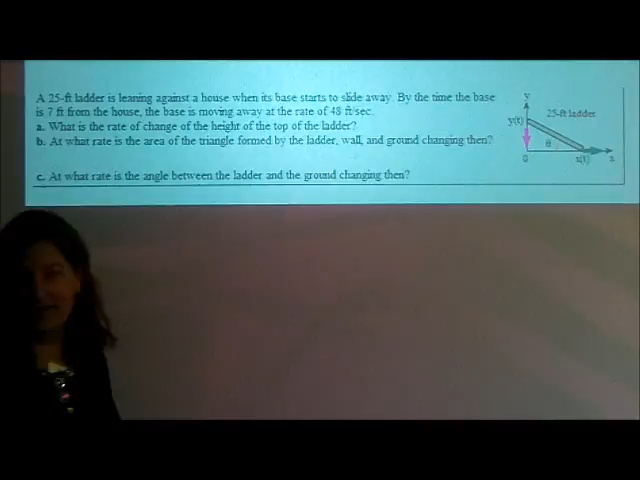 A 25-ft ladder is leaning against a house when its base starts to slide away. By the time the base
is 7 ft from the house, the base is moving away at the rate of 48 ft/sec.
a. What is the rate of change of the height of the top of the ladder?
b. At what rate is the area of the triangle formed by the ladder, wall, and ground changing then?
c. At what rate is the angle between the ladder and the ground changing then?
y
25-ft ladder
y(t)
θ
0
x(t)
x